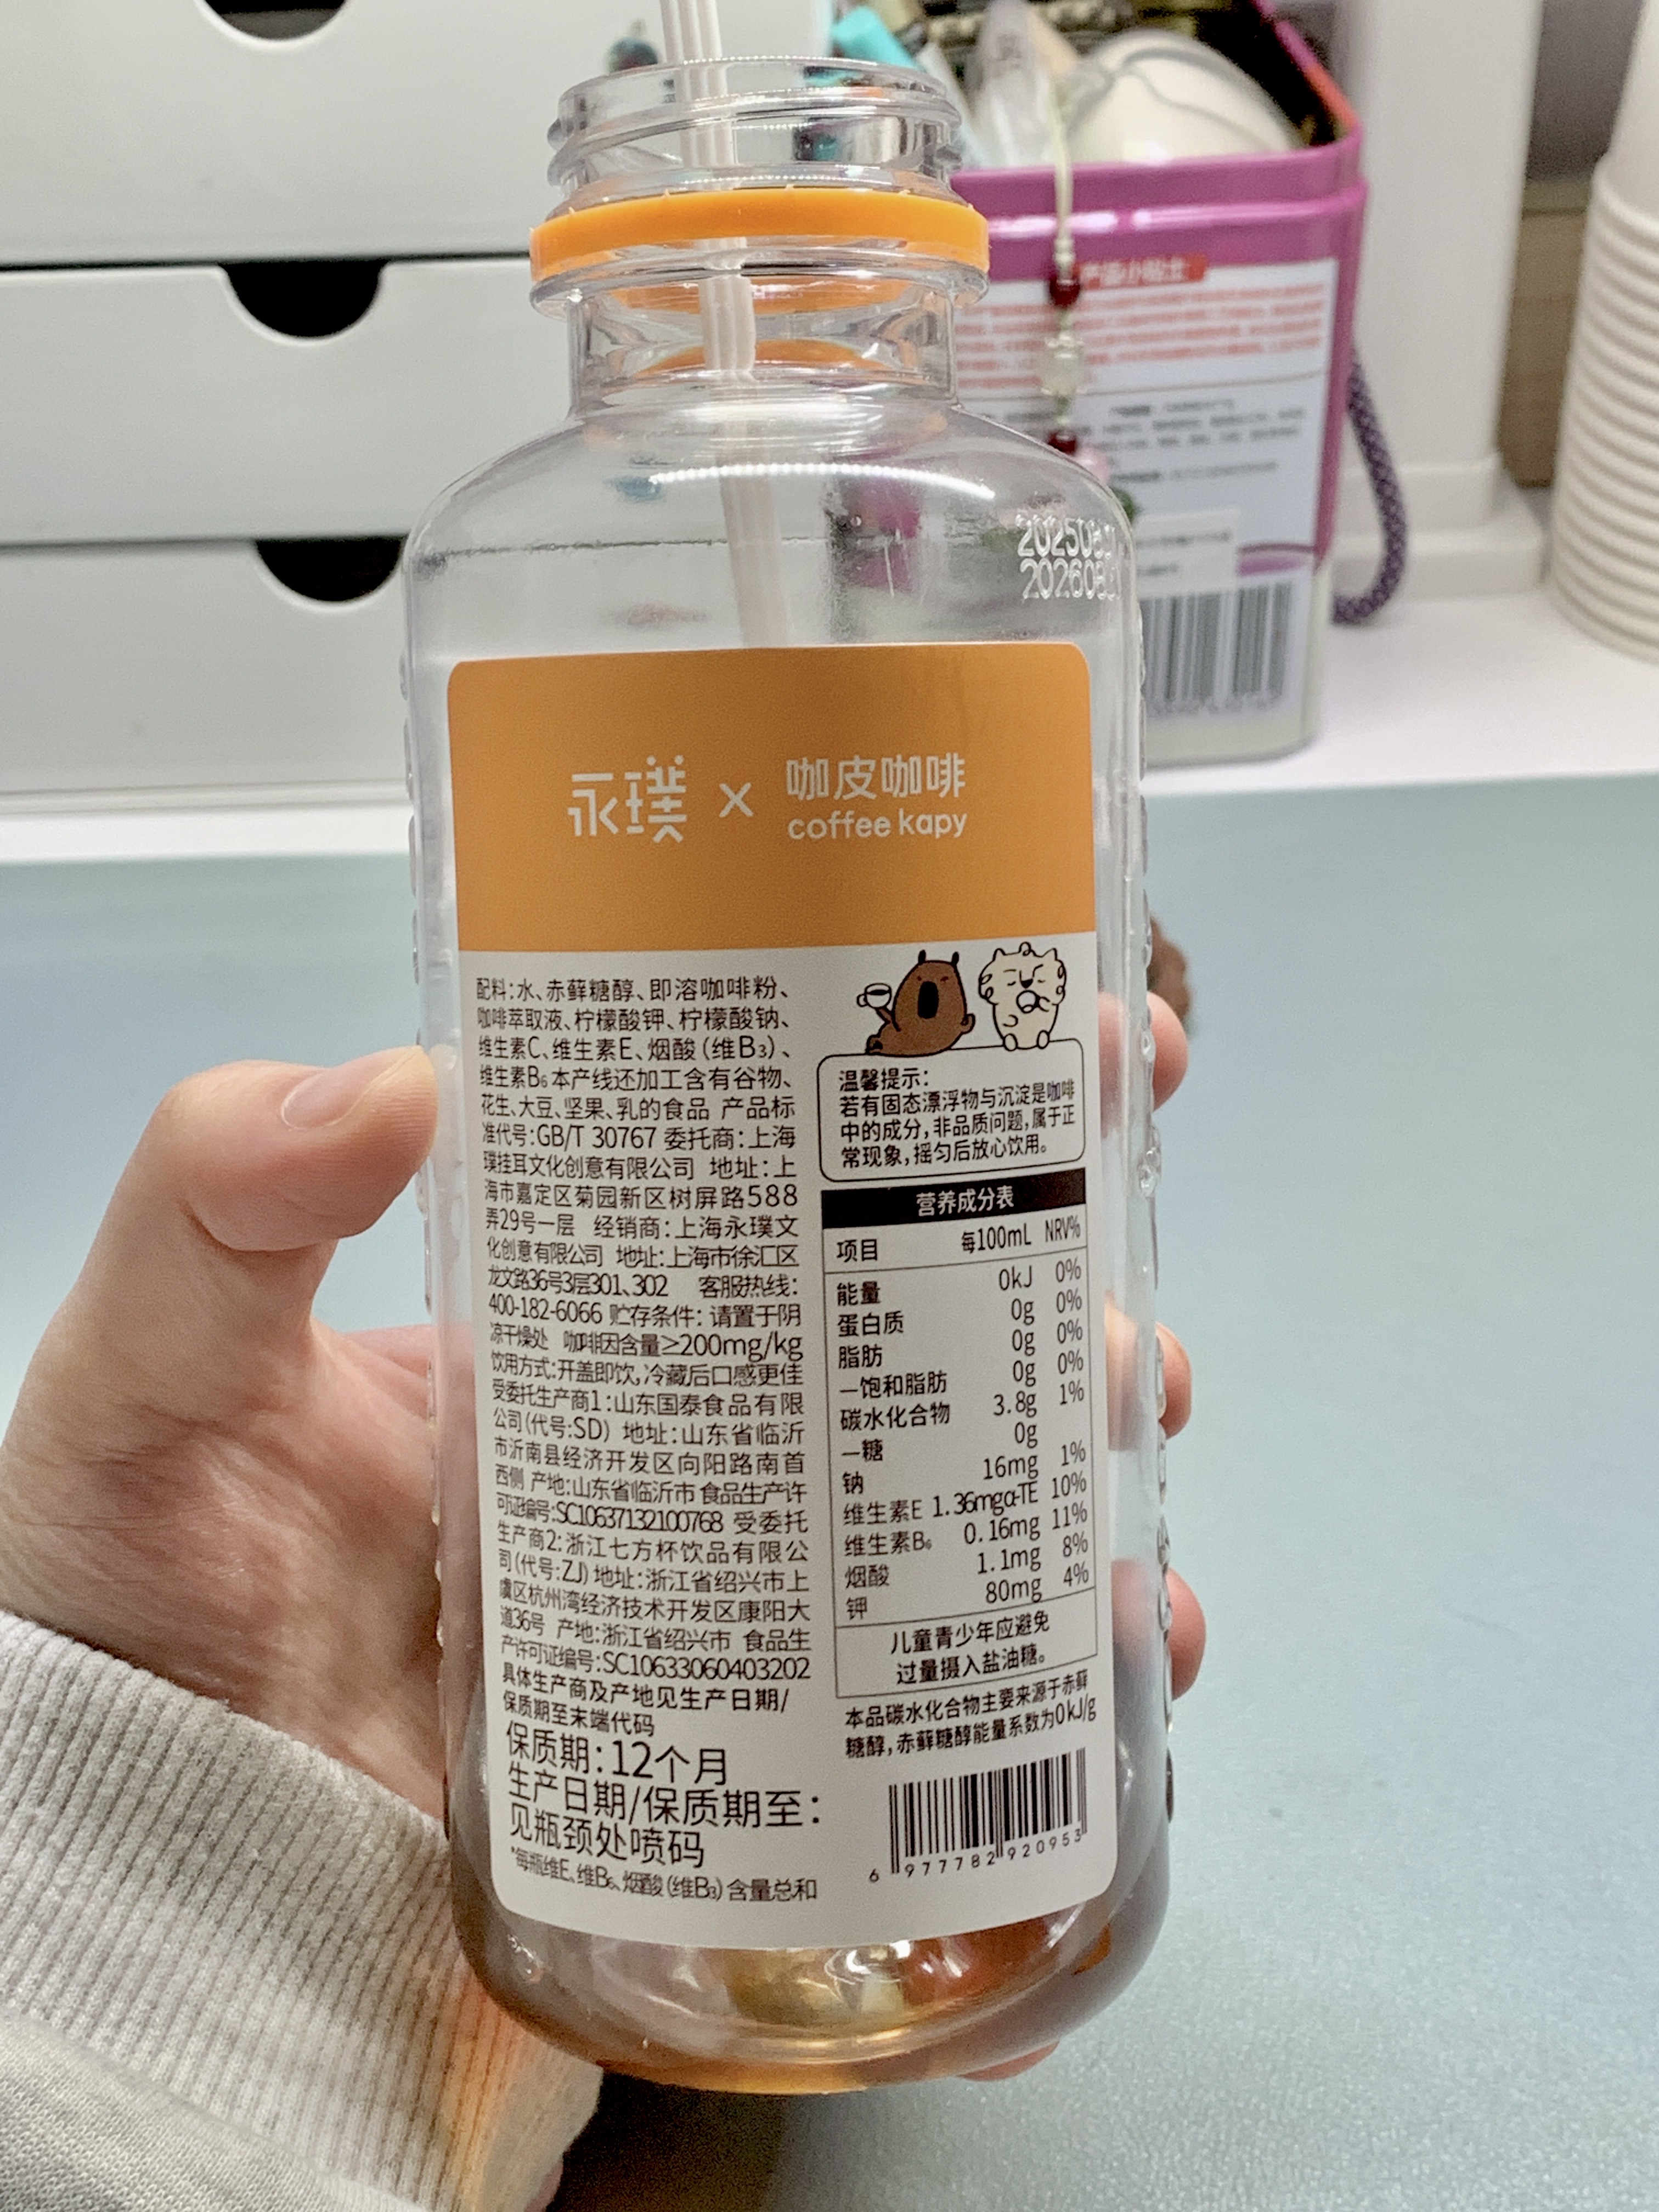 永璞 x 咖皮咖啡
coffee kapy
配料:水、赤藓糖醇、即溶咖啡粉、
咖啡萃取液、柠檬酸钾、柠檬酸钠、
维生素C、维生素E、烟酸(维B₃)、
维生素B₆ 本产线还加工含有谷物、
花生、大豆、坚果、乳的食品 产品标
准代号:GB/T 30767 委托商:上海
璞挂耳文化创意有限公司 地址:上
海市嘉定区菊园新区树屏路588
弄29号一层 经销商:上海永璞文
化创意有限公司 地址:上海市徐汇区
龙文路36号3层301、302 客服热线:
400-182-6066 贮存条件:请置于阴
凉干燥处 咖啡因含量≥200mg/kg
饮用方式:开盖即饮,冷藏后口感更佳
受委托生产商1:山东国泰食品有限
公司(代号:SD) 地址:山东省临沂
市沂南县经济开发区向阳路南首
西侧 产地:山东省临沂市 食品生产许
可证编号:SC10637132100768 受委托
生产商2:浙江七方杯饮品有限公
司(代号:ZJ) 地址:浙江省绍兴市上
虞区杭州湾经济技术开发区康阳大
道36号 产地:浙江省绍兴市 食品生
产许可证编号:SC10633060403202
具体生产商及产地见生产日期/
保质期至末端代码
保质期:12个月
生产日期/保质期至:
见瓶颈处喷码
*每瓶维E、维B₆、烟酸(维B₃)含量总和
温馨提示:
若有固态漂浮物与沉淀是咖啡
中的成分,非品质问题,属于正
常现象,摇匀后放心饮用。
营养成分表
项目 每100mL NRV%
能量 0kJ 0%
蛋白质 0g 0%
脂肪 0g 0%
—饱和脂肪 0g 0%
碳水化合物 3.8g 1%
—糖 0g
钠 16mg 1%
维生素E 1.36mgα-TE 10%
维生素B₆ 0.16mg 11%
烟酸 1.1mg 8%
钾 80mg 4%
儿童青少年应避免
过量摄入盐油糖。
本品碳水化合物主要来源于赤藓
糖醇,赤藓糖醇能量系数为0kJ/g
6 977782 920953